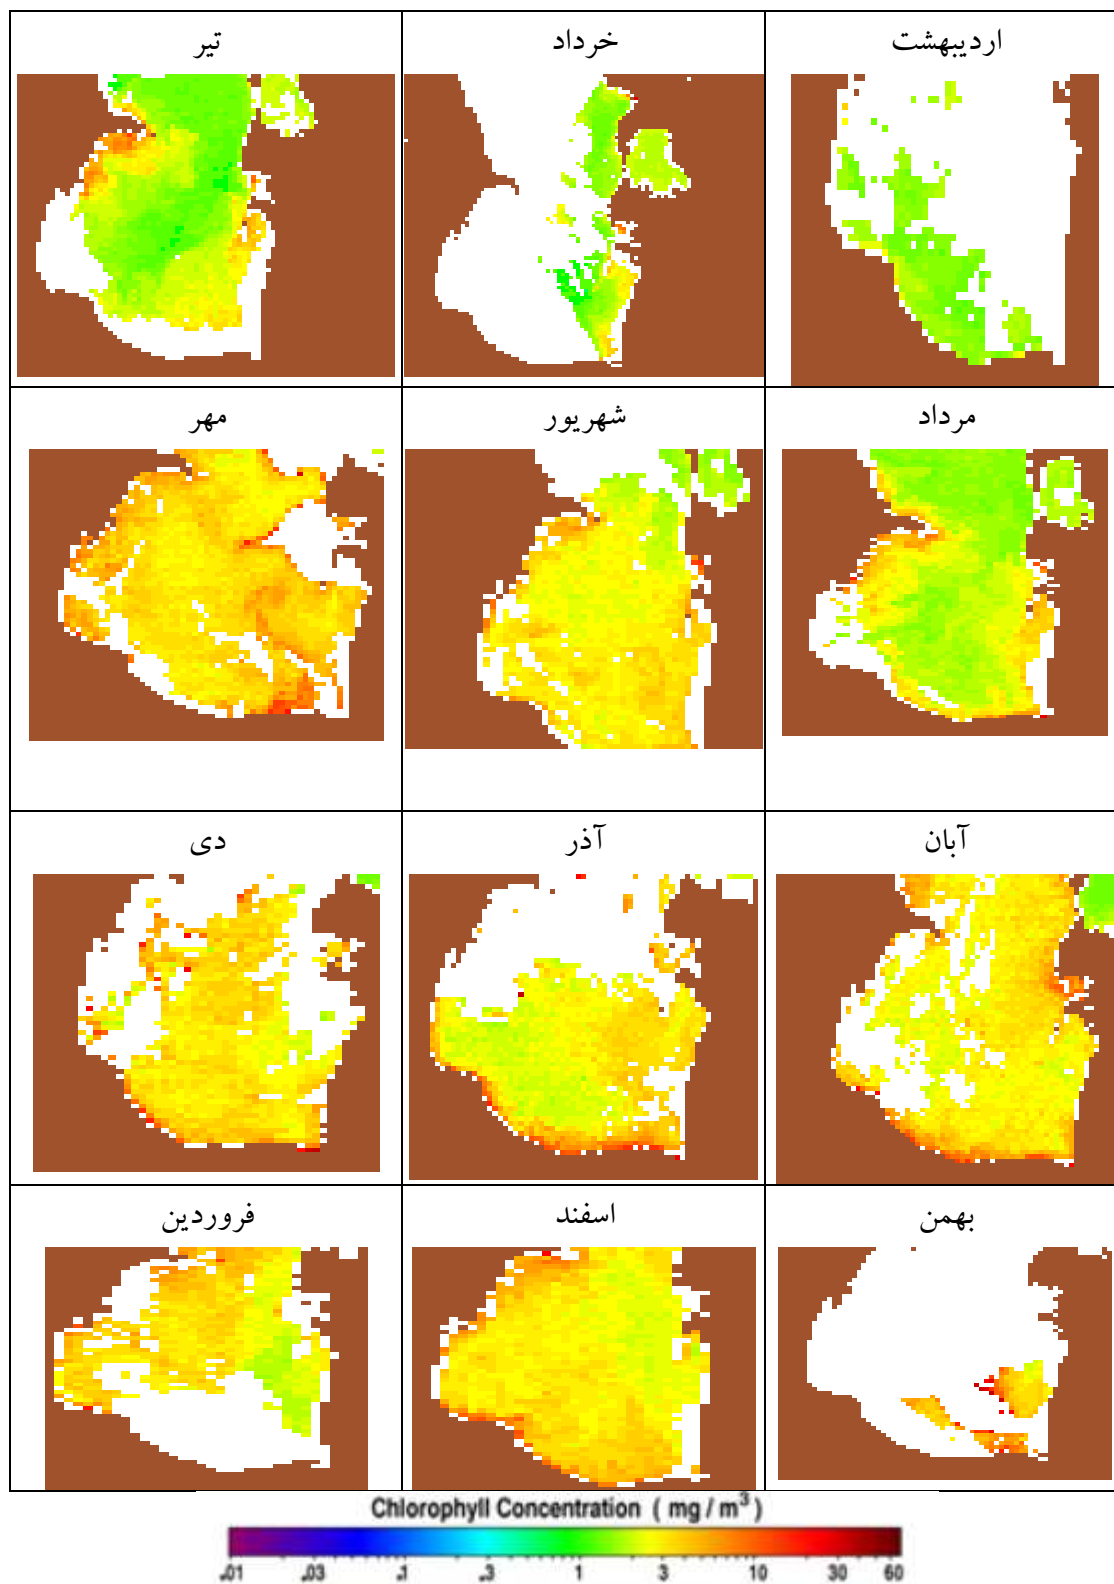 اردیبهشت
خرداد
تیر
مرداد
شهریور
مهر
آبان
آذر
دی
بهمن
اسفند
فروردین
Chlorophyll Concentration ( mg / m³ )
.01 .03 .1 .3 1 3 10 30 60